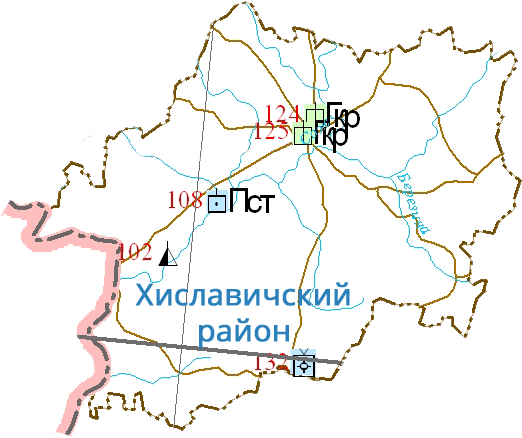 124 Гкр
125 Гкр
Березина
108 Пст
102
Хиславичский
район
132